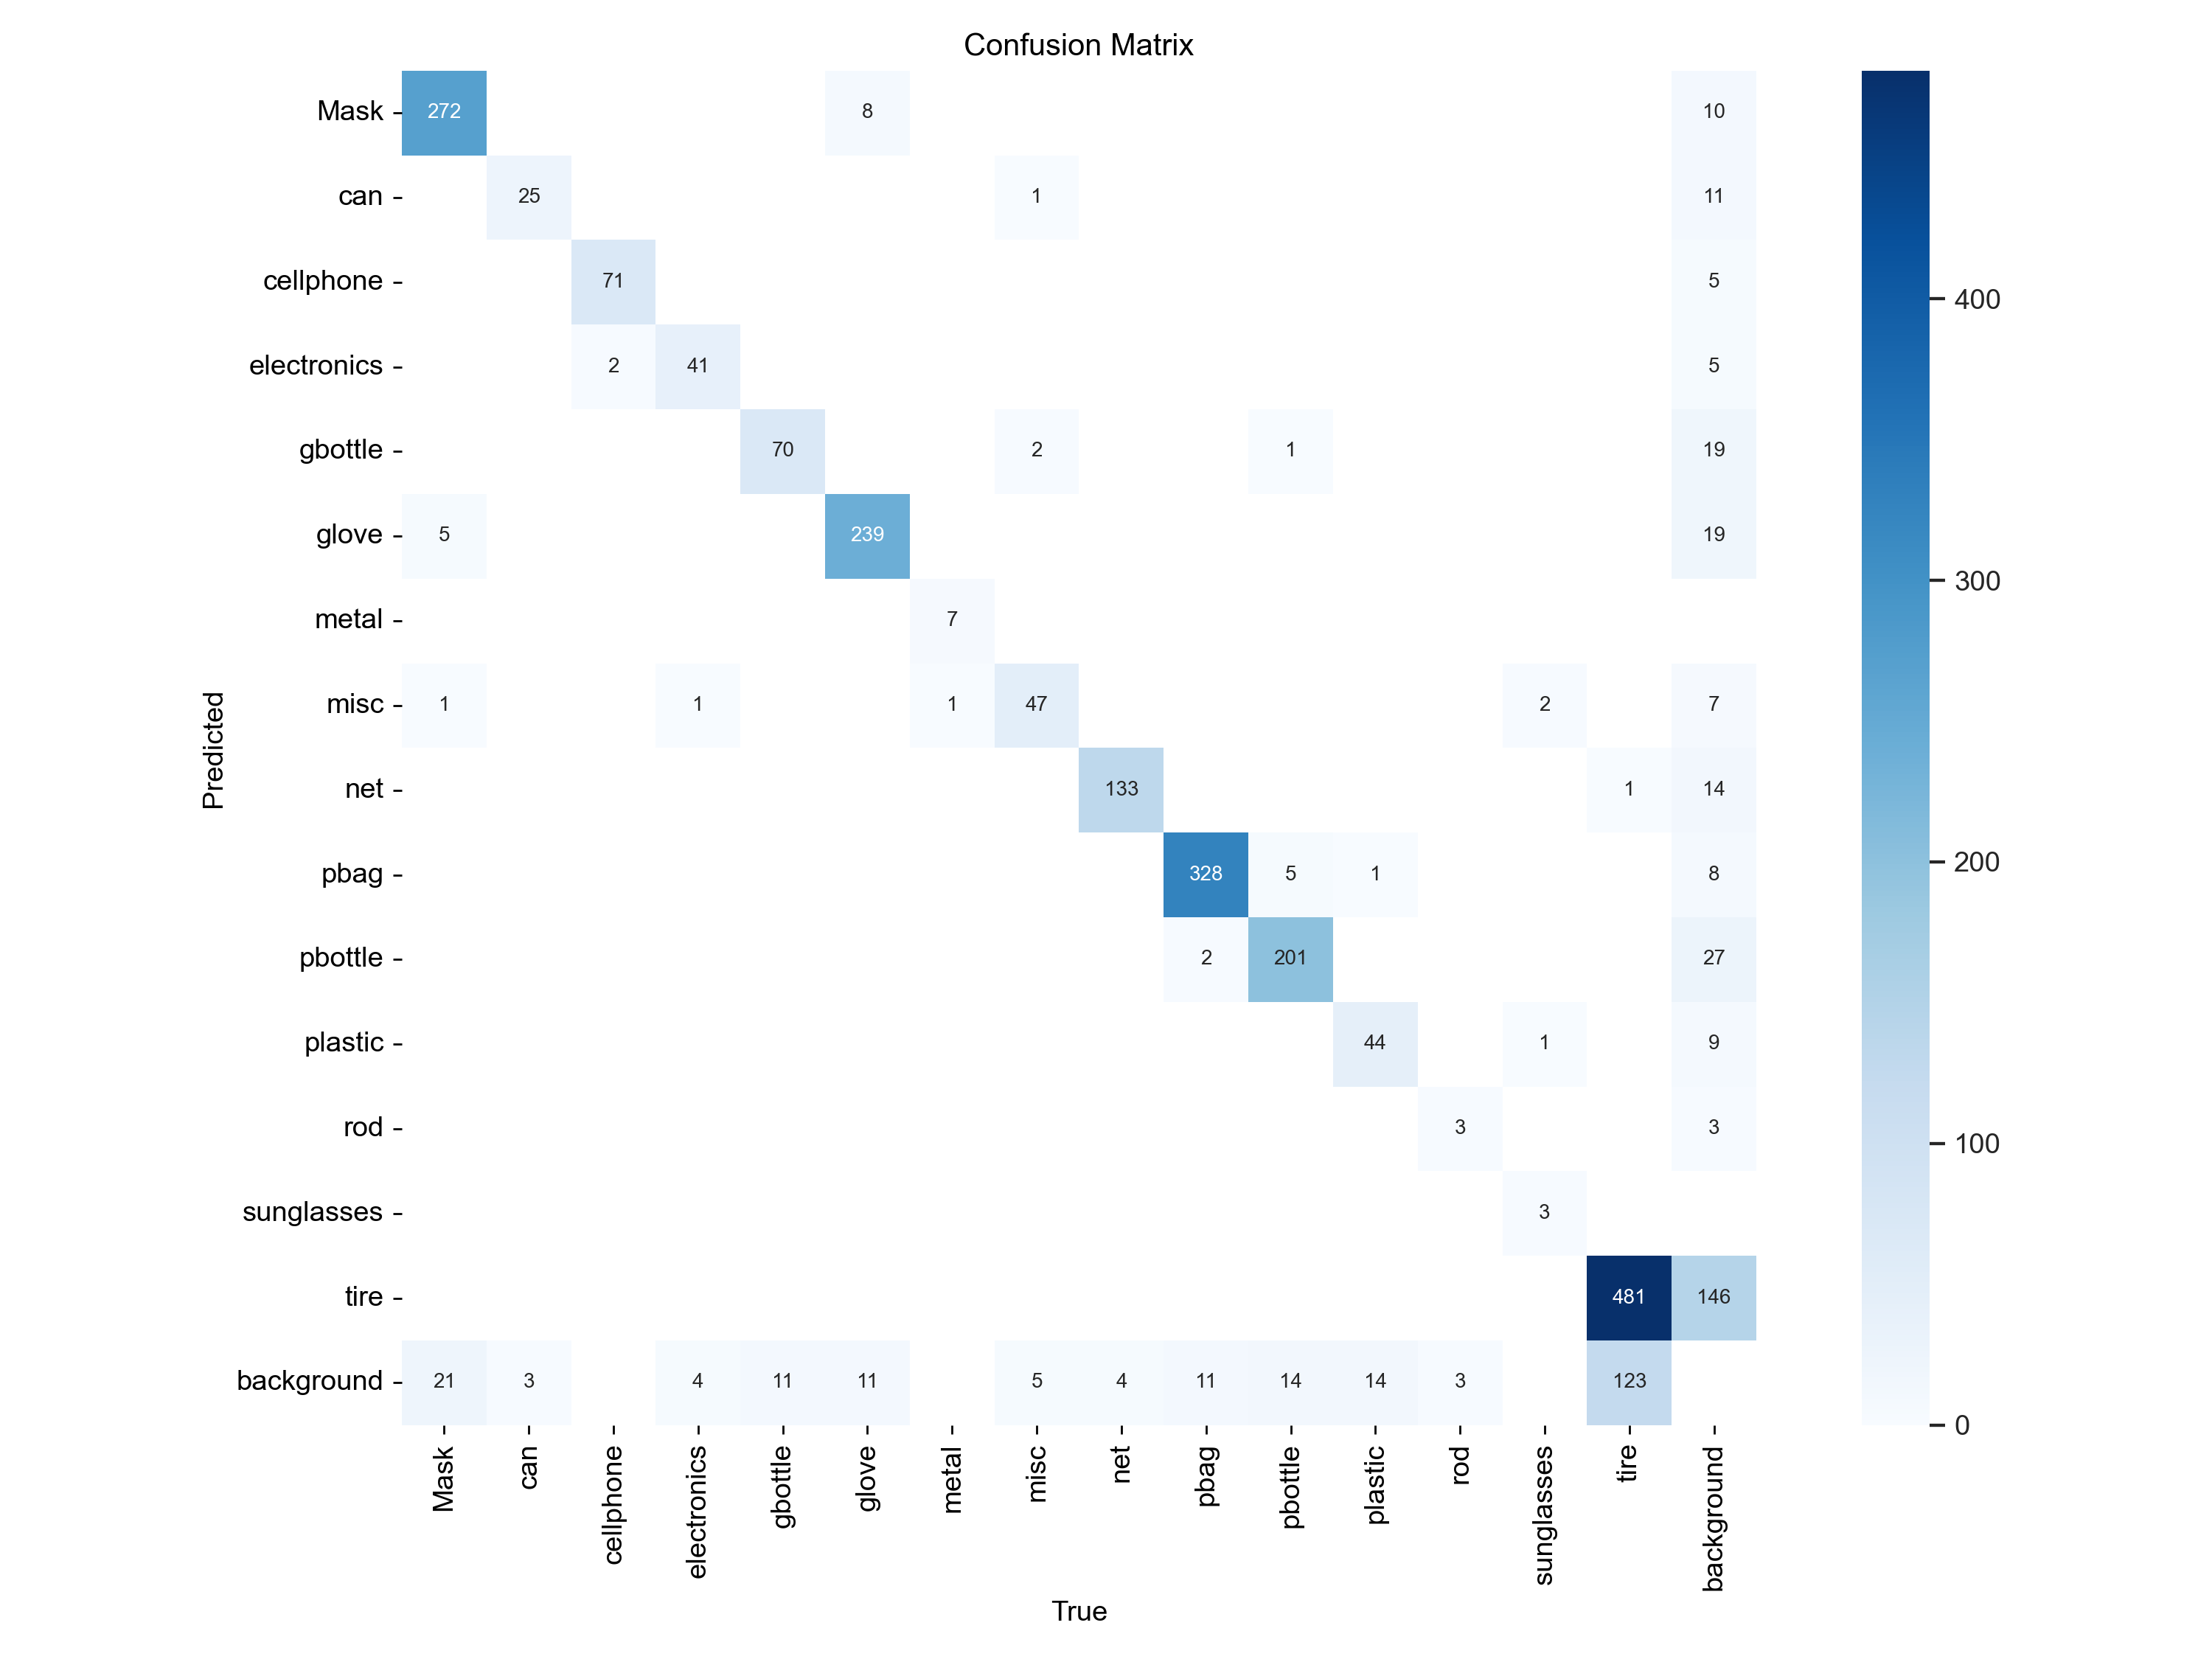 Confusion Matrix
Mask 272 8 10
can 25 1 11
cellphone 71 5
electronics 2 41 5
gbottle 70 2 1 19
glove 5 239 19
metal 7
misc 1 1 1 47 2 7
net 133 1 14
pbag 328 5 1 8
pbottle 2 201 27
plastic 44 1 9
rod 3 3
sunglasses 3
tire 481 146
background 21 3 4 11 11 5 4 11 14 14 3 123
Mask can cellphone electronics gbottle glove metal misc net pbag pbottle plastic rod sunglasses tire background
True
Predicted
400
300
200
100
0